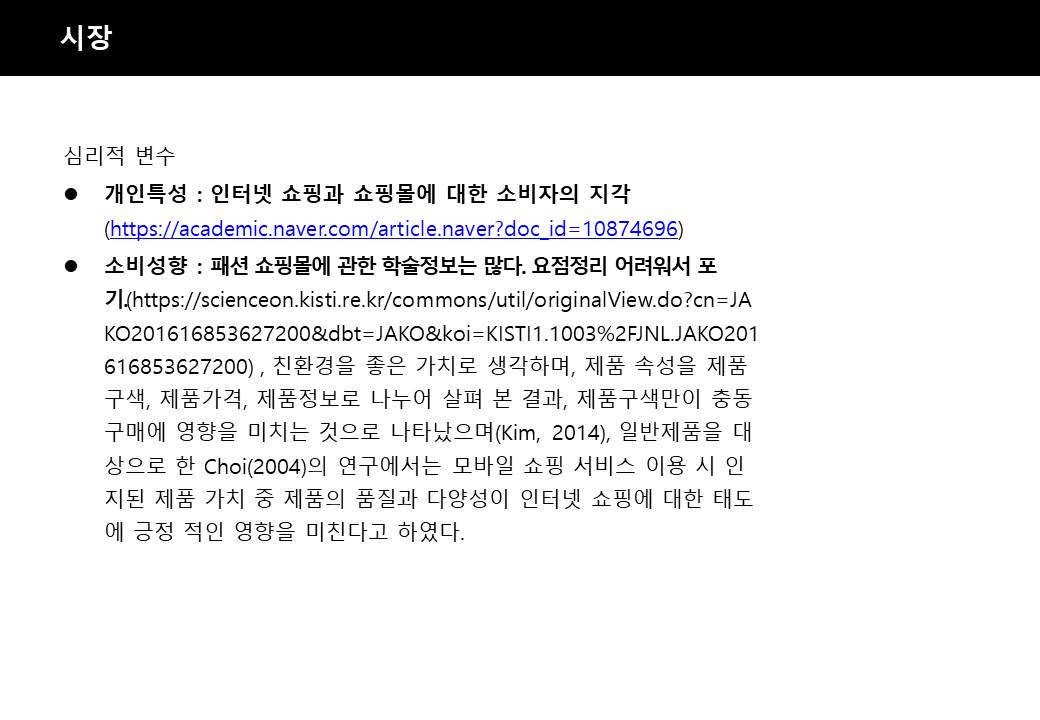 시장
심리적 변수
● 개인특성 : 인터넷 쇼핑과 쇼핑몰에 대한 소비자의 지각
(https://academic.naver.com/article.naver?doc_id=10874696)
● 소비성향 : 패션 쇼핑몰에 관한 학술정보는 많다. 요점정리 어려워서 포
기.(https://scienceon.kisti.re.kr/commons/util/originalView.do?cn=JA
KO201616853627200&dbt=JAKO&koi=KISTI1.1003%2FJNL.JAKO201
616853627200) , 친환경을 좋은 가치로 생각하며, 제품 속성을 제품
구색, 제품가격, 제품정보로 나누어 살펴 본 결과, 제품구색만이 충동
구매에 영향을 미치는 것으로 나타났으며(Kim, 2014), 일반제품을 대
상으로 한 Choi(2004)의 연구에서는 모바일 쇼핑 서비스 이용 시 인
지된 제품 가치 중 제품의 품질과 다양성이 인터넷 쇼핑에 대한 태도
에 긍정 적인 영향을 미친다고 하였다.